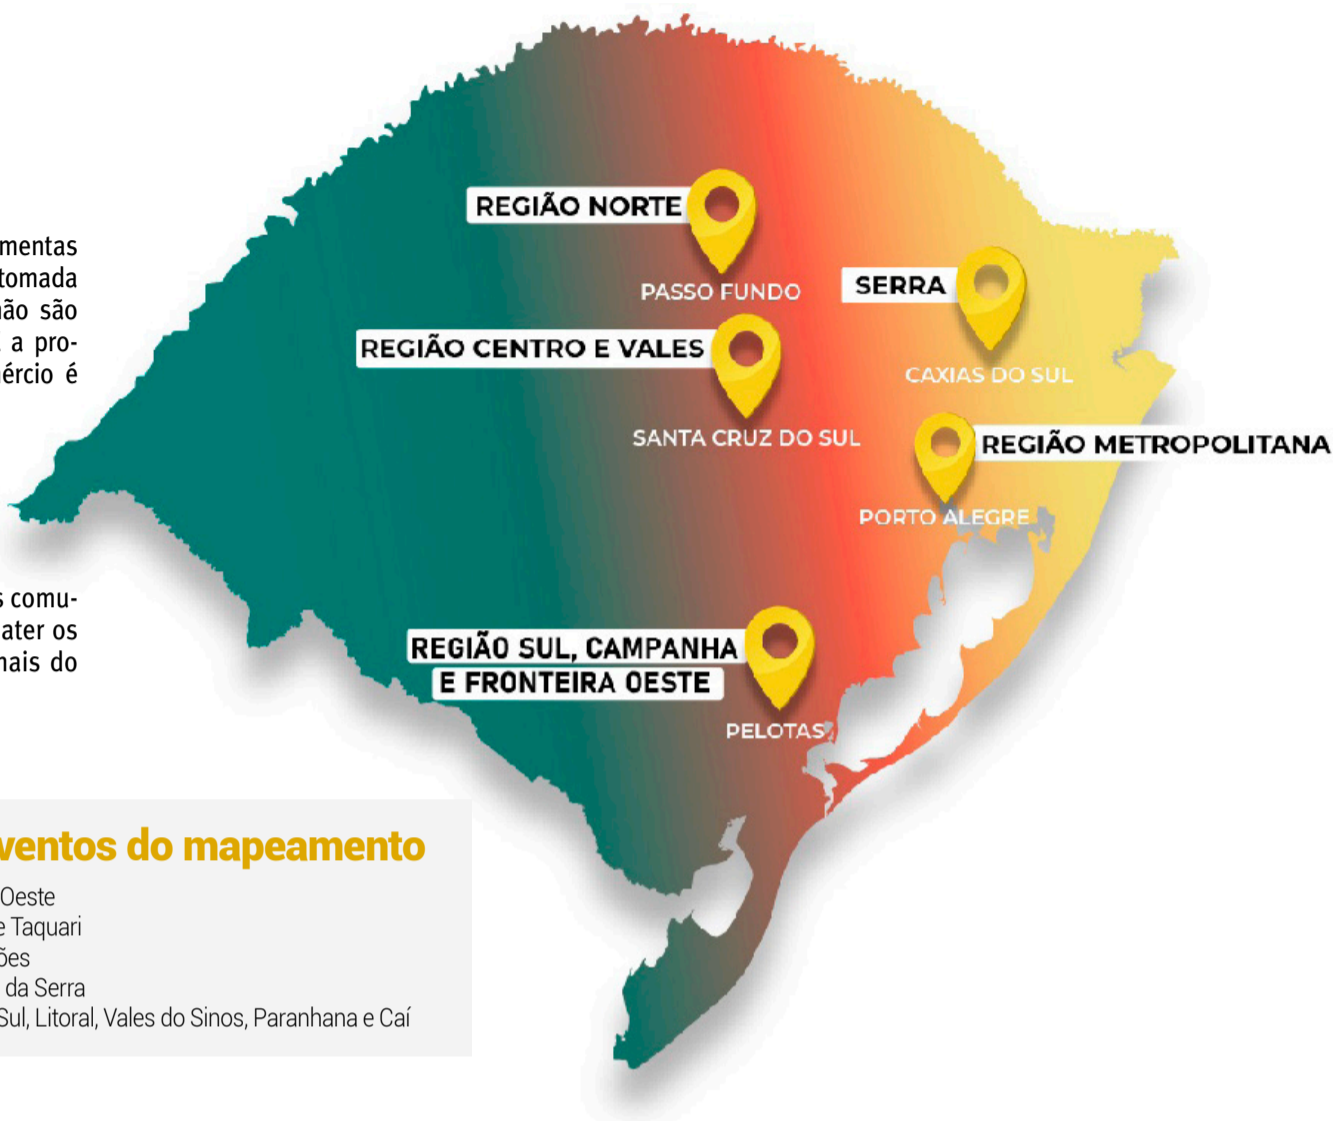 mentas
tomada
ão são
a pro-
ércio é
s comu-
ater os
nais do
REGIÃO NORTE
PASSO FUNDO
SERRA
CAXIAS DO SUL
REGIÃO CENTRO E VALES
SANTA CRUZ DO SUL
REGIÃO METROPOLITANA
PORTO ALEGRE
REGIÃO SUL, CAMPANHA
E FRONTEIRA OESTE
PELOTAS
ventos do mapeamento
Oeste
e Taquari
ões
da Serra
Sul, Litoral, Vales do Sinos, Paranhana e Caí